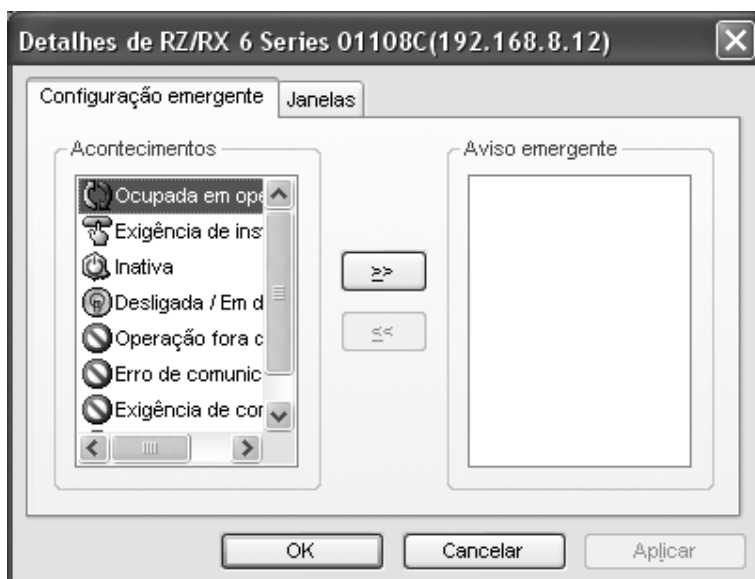 Detalhes de RZ/RX 6 Series 01108C(192.168.8.12)
Configuração emergente
Janelas
Acontecimentos
Aviso emergente
Ocupada em ope
Exigência de ins
Inativa
Desligada / Em d
Operação fora c
Erro de comunic
Exigência de cor
>>
<<
OK
Cancelar
Aplicar